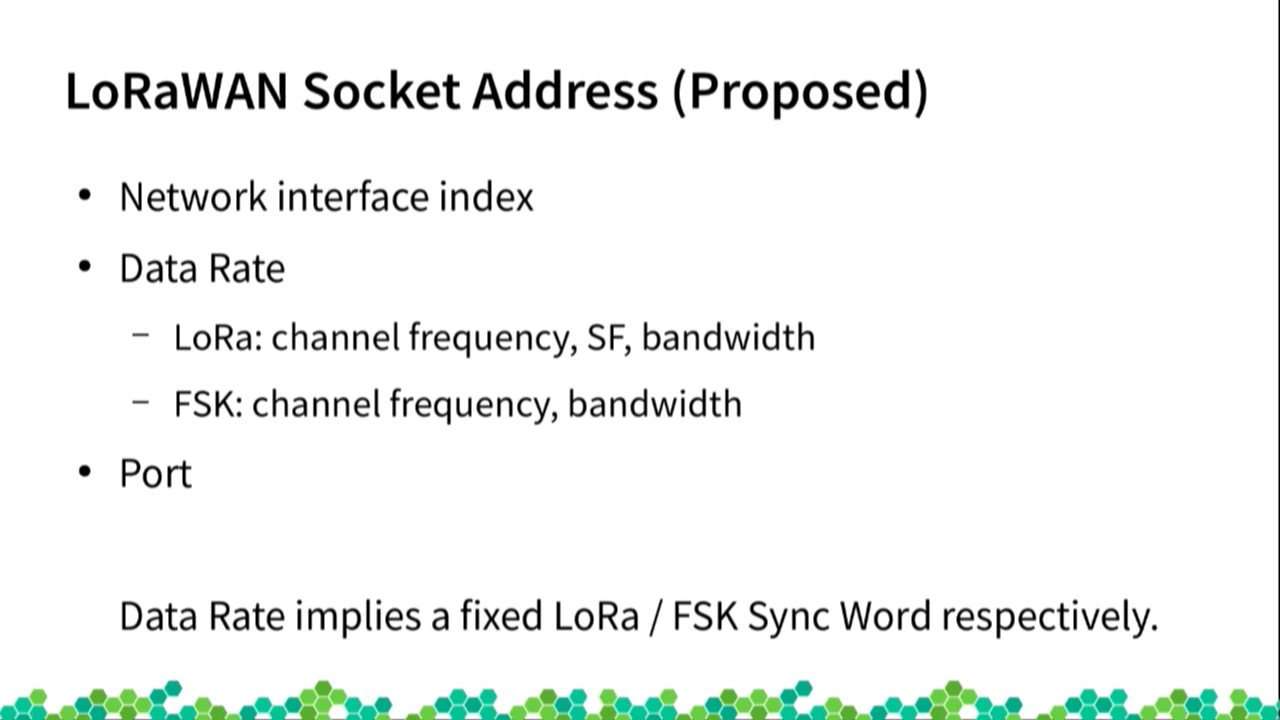 LoRaWAN Socket Address (Proposed)
• Network interface index
• Data Rate
– LoRa: channel frequency, SF, bandwidth
– FSK: channel frequency, bandwidth
• Port
Data Rate implies a fixed LoRa / FSK Sync Word respectively.